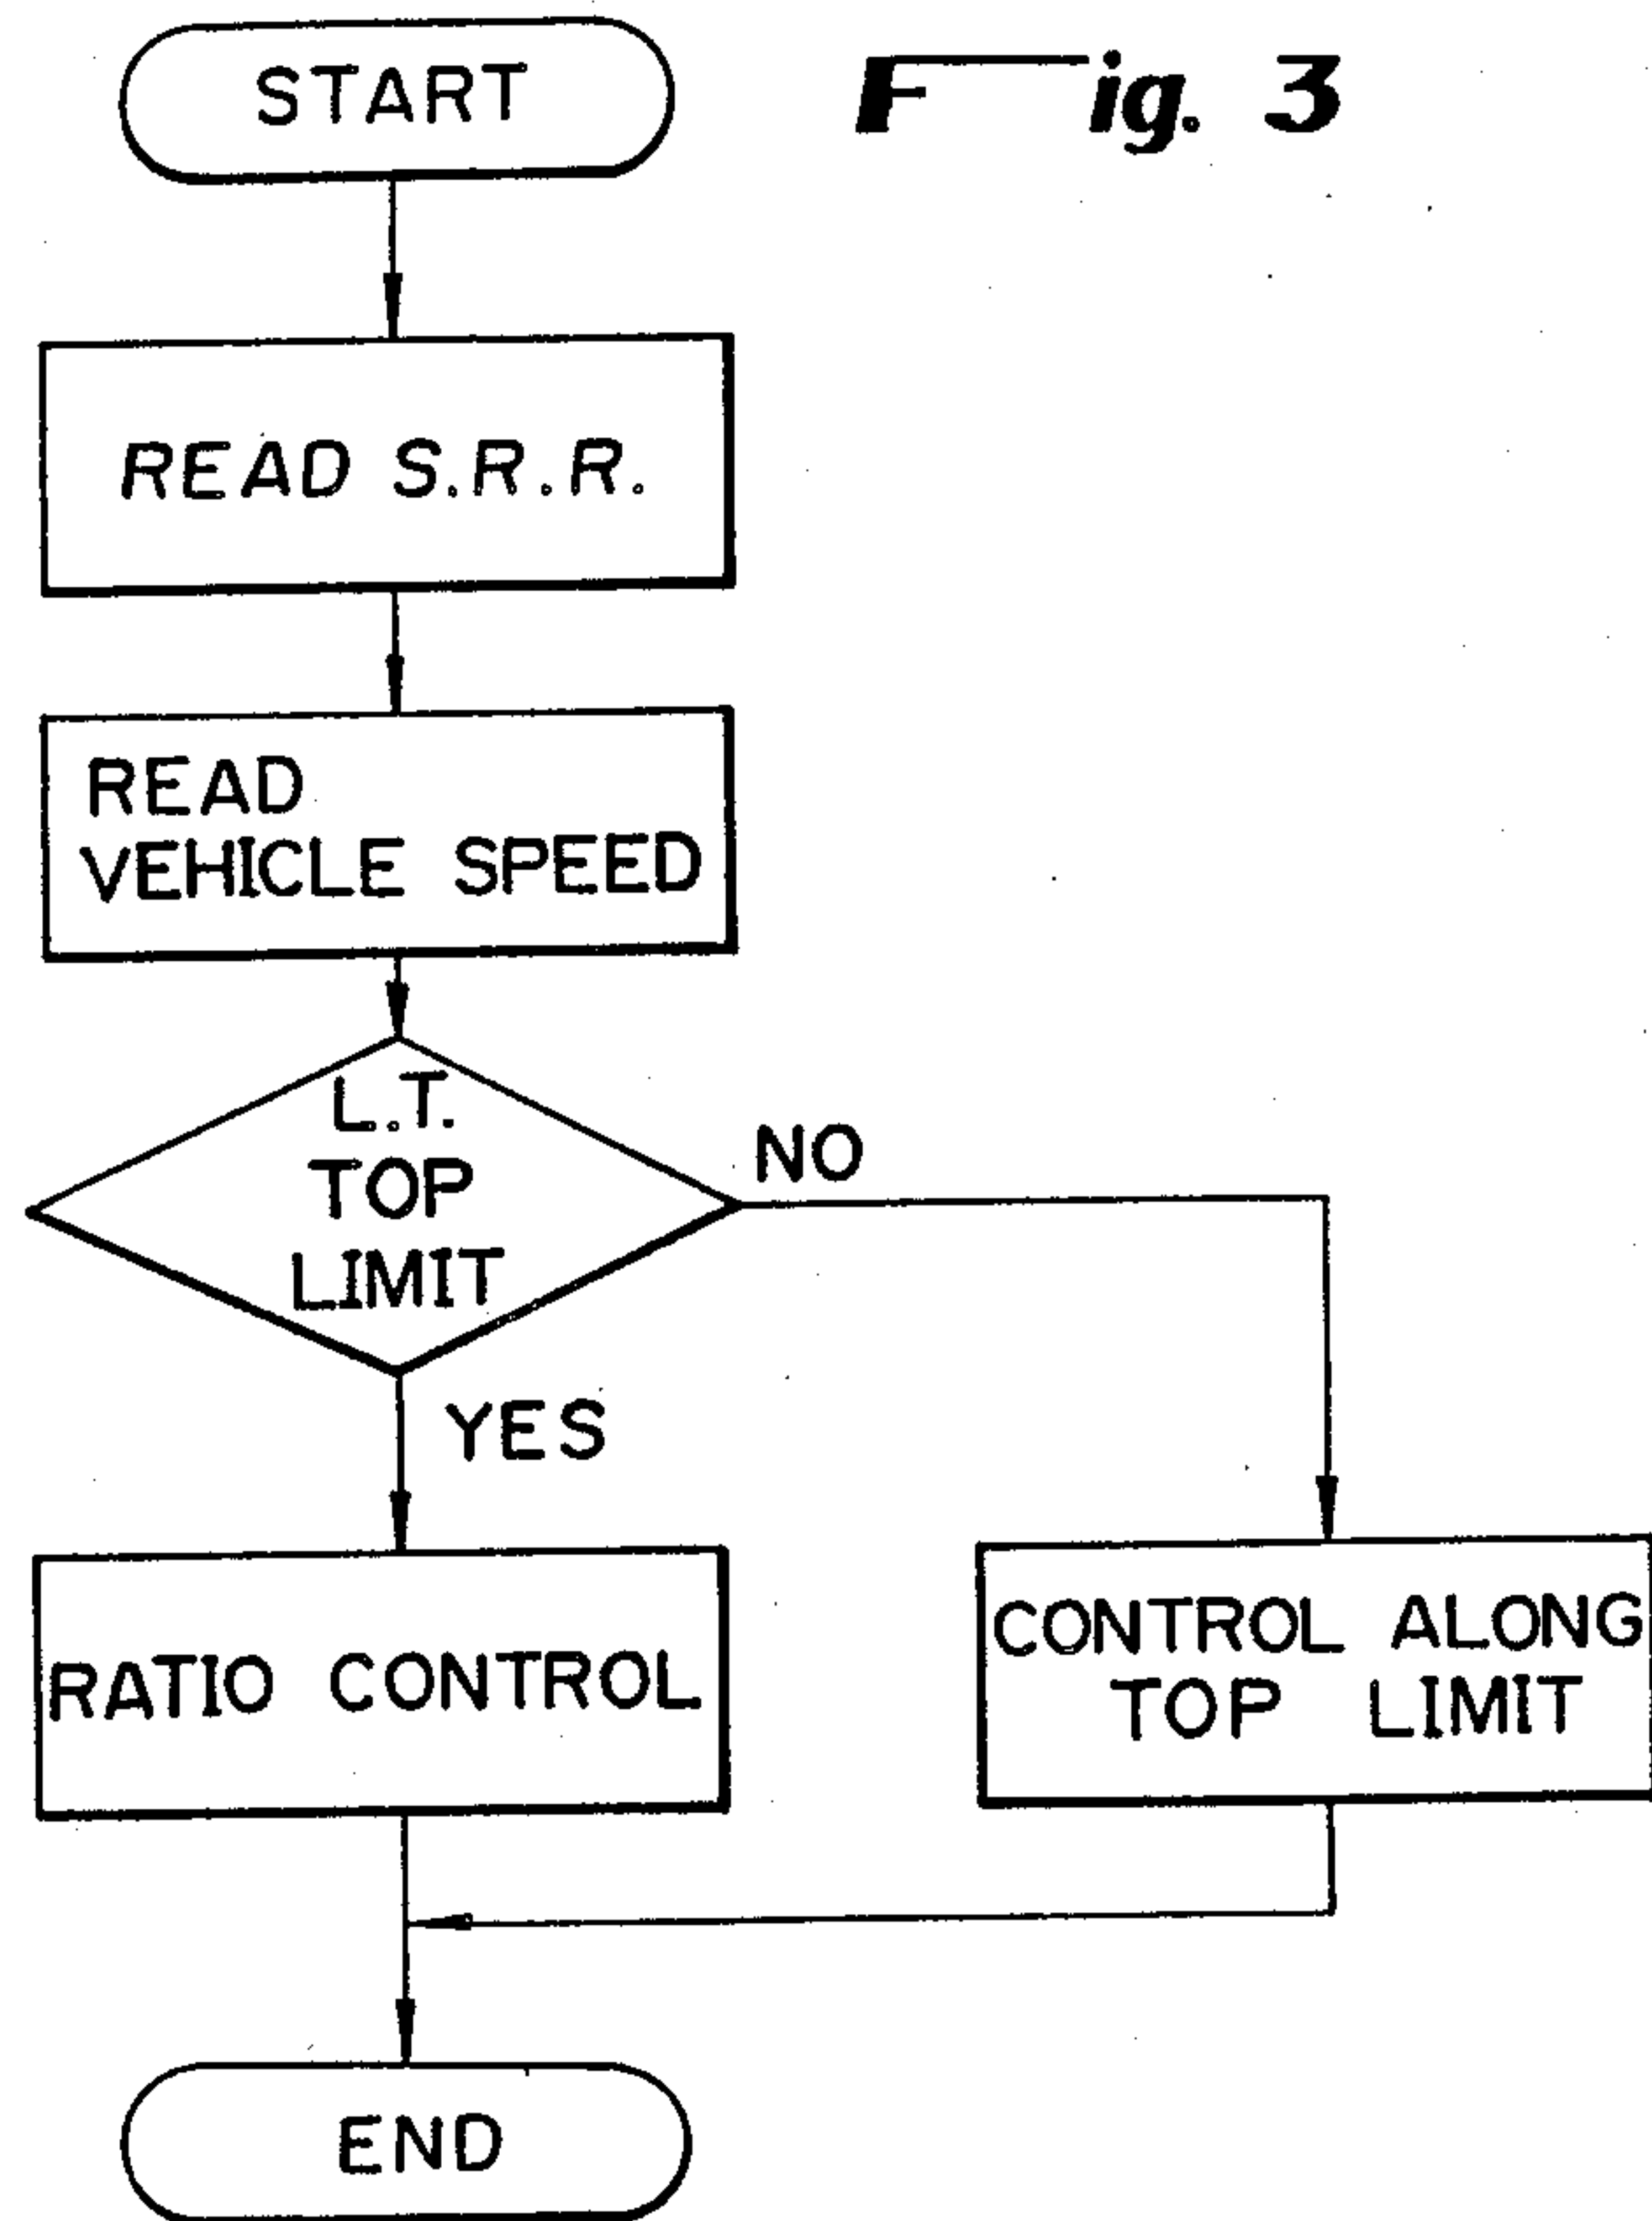 START
Fig. 3
READ S.R.R.
READ
VEHICLE SPEED
L.T.
TOP
LIMIT
NO
YES
RATIO CONTROL
CONTROL ALONG
TOP LIMIT
END